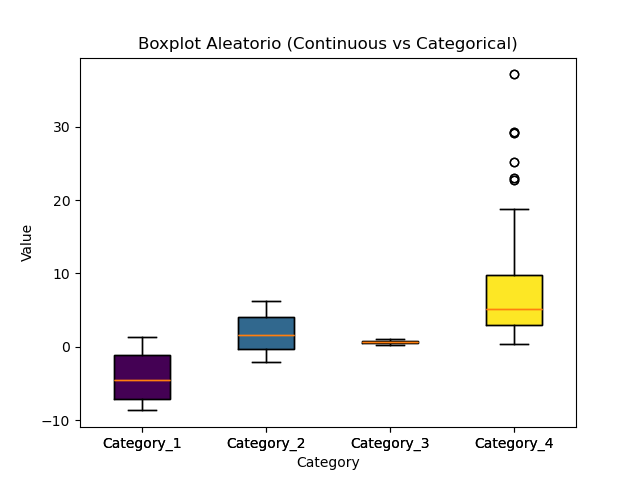 Boxplot Aleatorio (Continuous vs Categorical)
30
20
10
0
−10
Value
Category_1 Category_2 Category_3 Category_4
Category